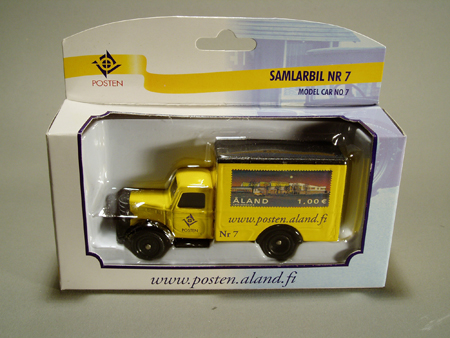 POSTEN
SAMLARBIL NR 7
MODEL CAR NO 7
ÅLAND 1,00€
www.posten.aland.fi
POSTEN
Nr 7
www.posten.aland.fi